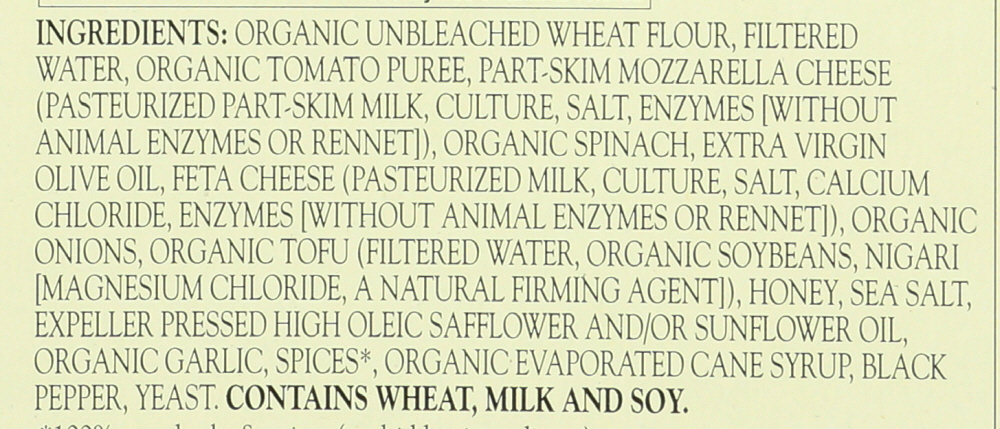 INGREDIENTS: ORGANIC UNBLEACHED WHEAT FLOUR, FILTERED
WATER, ORGANIC TOMATO PUREE, PART-SKIM MOZZARELLA CHEESE
(PASTEURIZED PART-SKIM MILK, CULTURE, SALT, ENZYMES [WITHOUT
ANIMAL ENZYMES OR RENNET]), ORGANIC SPINACH, EXTRA VIRGIN
OLIVE OIL, FETA CHEESE (PASTEURIZED MILK, CULTURE, SALT, CALCIUM
CHLORIDE, ENZYMES [WITHOUT ANIMAL ENZYMES OR RENNET]), ORGANIC
ONIONS, ORGANIC TOFU (FILTERED WATER, ORGANIC SOYBEANS, NIGARI
[MAGNESIUM CHLORIDE, A NATURAL FIRMING AGENT]), HONEY, SEA SALT,
EXPELLER PRESSED HIGH OLEIC SAFFLOWER AND/OR SUNFLOWER OIL,
ORGANIC GARLIC, SPICES*, ORGANIC EVAPORATED CANE SYRUP, BLACK
PEPPER, YEAST. CONTAINS WHEAT, MILK AND SOY.